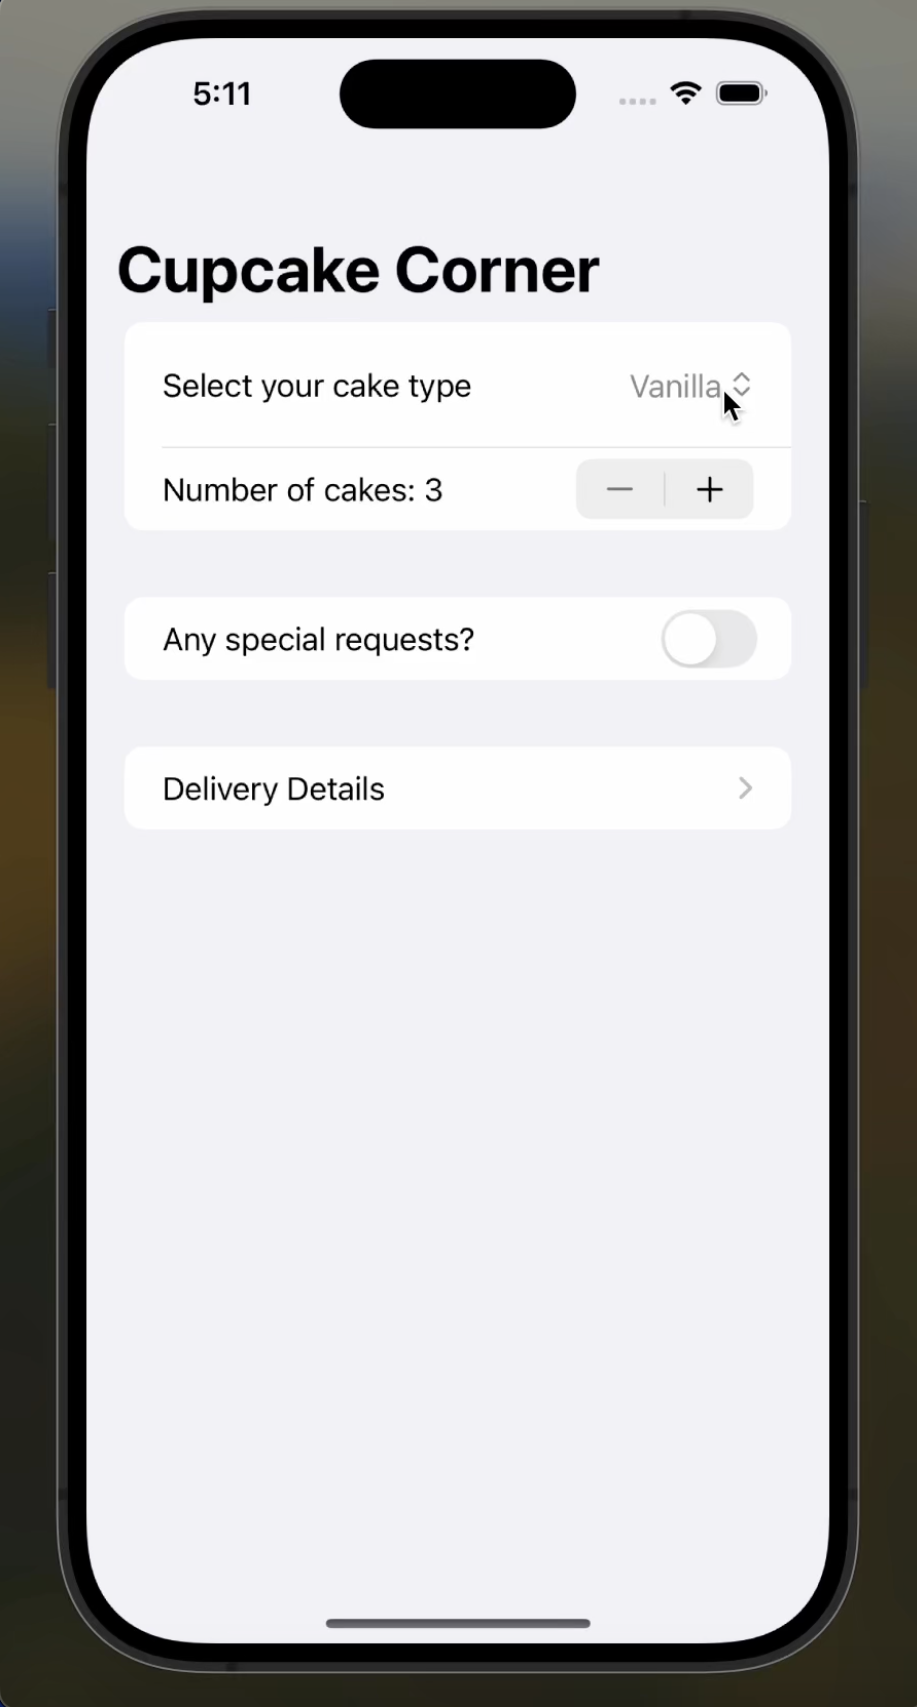 5:11
Cupcake Corner
Select your cake type Vanilla
Number of cakes: 3 − +
Any special requests?
Delivery Details